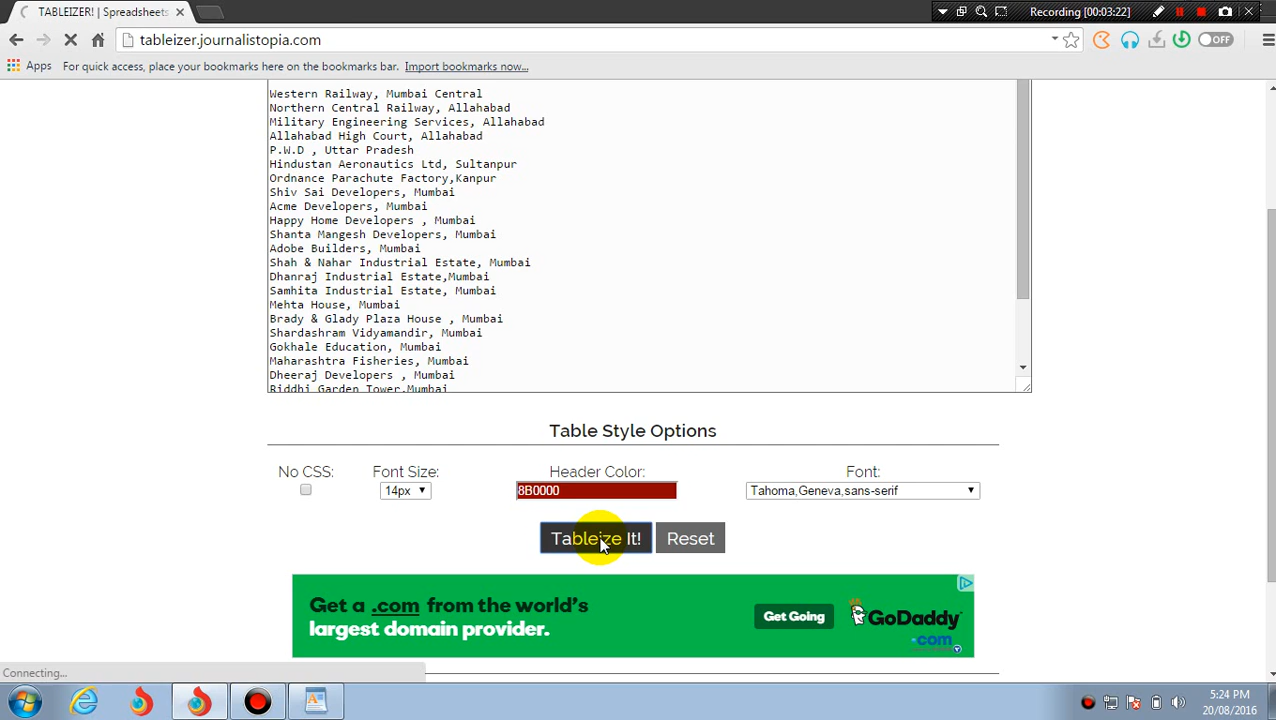 TABLEIZER! | Spreadsheets
Recording [00:03:22]
tableizer.journalistopia.com
OFF
Apps For quick access, place your bookmarks here on the bookmarks bar. Import bookmarks now...
Western Railway, Mumbai Central
Northern Central Railway, Allahabad
Military Engineering Services, Allahabad
Allahabad High Court, Allahabad
P.W.D , Uttar Pradesh
Hindustan Aeronautics Ltd, Sultanpur
Ordnance Parachute Factory,Kanpur
Shiv Sai Developers, Mumbai
Acme Developers, Mumbai
Happy Home Developers , Mumbai
Shanta Mangesh Developers, Mumbai
Adobe Builders, Mumbai
Shah & Nahar Industrial Estate, Mumbai
Dhanraj Industrial Estate,Mumbai
Samhita Industrial Estate, Mumbai
Mehta House, Mumbai
Brady & Glady Plaza House , Mumbai
Shardashram Vidyamandir, Mumbai
Gokhale Education, Mumbai
Maharashtra Fisheries, Mumbai
Dheeraj Developers , Mumbai
Riddhi Garden Tower,Mumbai
Table Style Options
No CSS: Font Size: Header Color: Font:
14px 8B0000 Tahoma,Geneva,sans-serif
Tableize It! Reset
Get a .com from the world's
largest domain provider.
Get Going
GoDaddy
.com
Connecting...
5:24 PM
20/08/2016